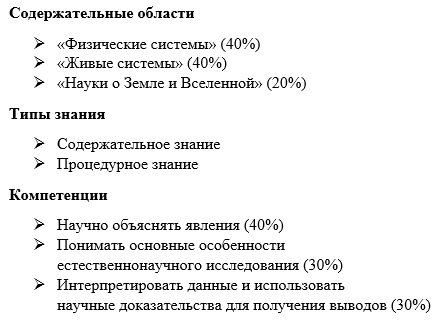 Содержательные области
➢ «Физические системы» (40%)
➢ «Живые системы» (40%)
➢ «Науки о Земле и Вселенной» (20%)
Типы знания
➢ Содержательное знание
➢ Процедурное знание
Компетенции
➢ Научно объяснять явления (40%)
➢ Понимать основные особенности
естественнонаучного исследования (30%)
➢ Интерпретировать данные и использовать
научные доказательства для получения выводов (30%)